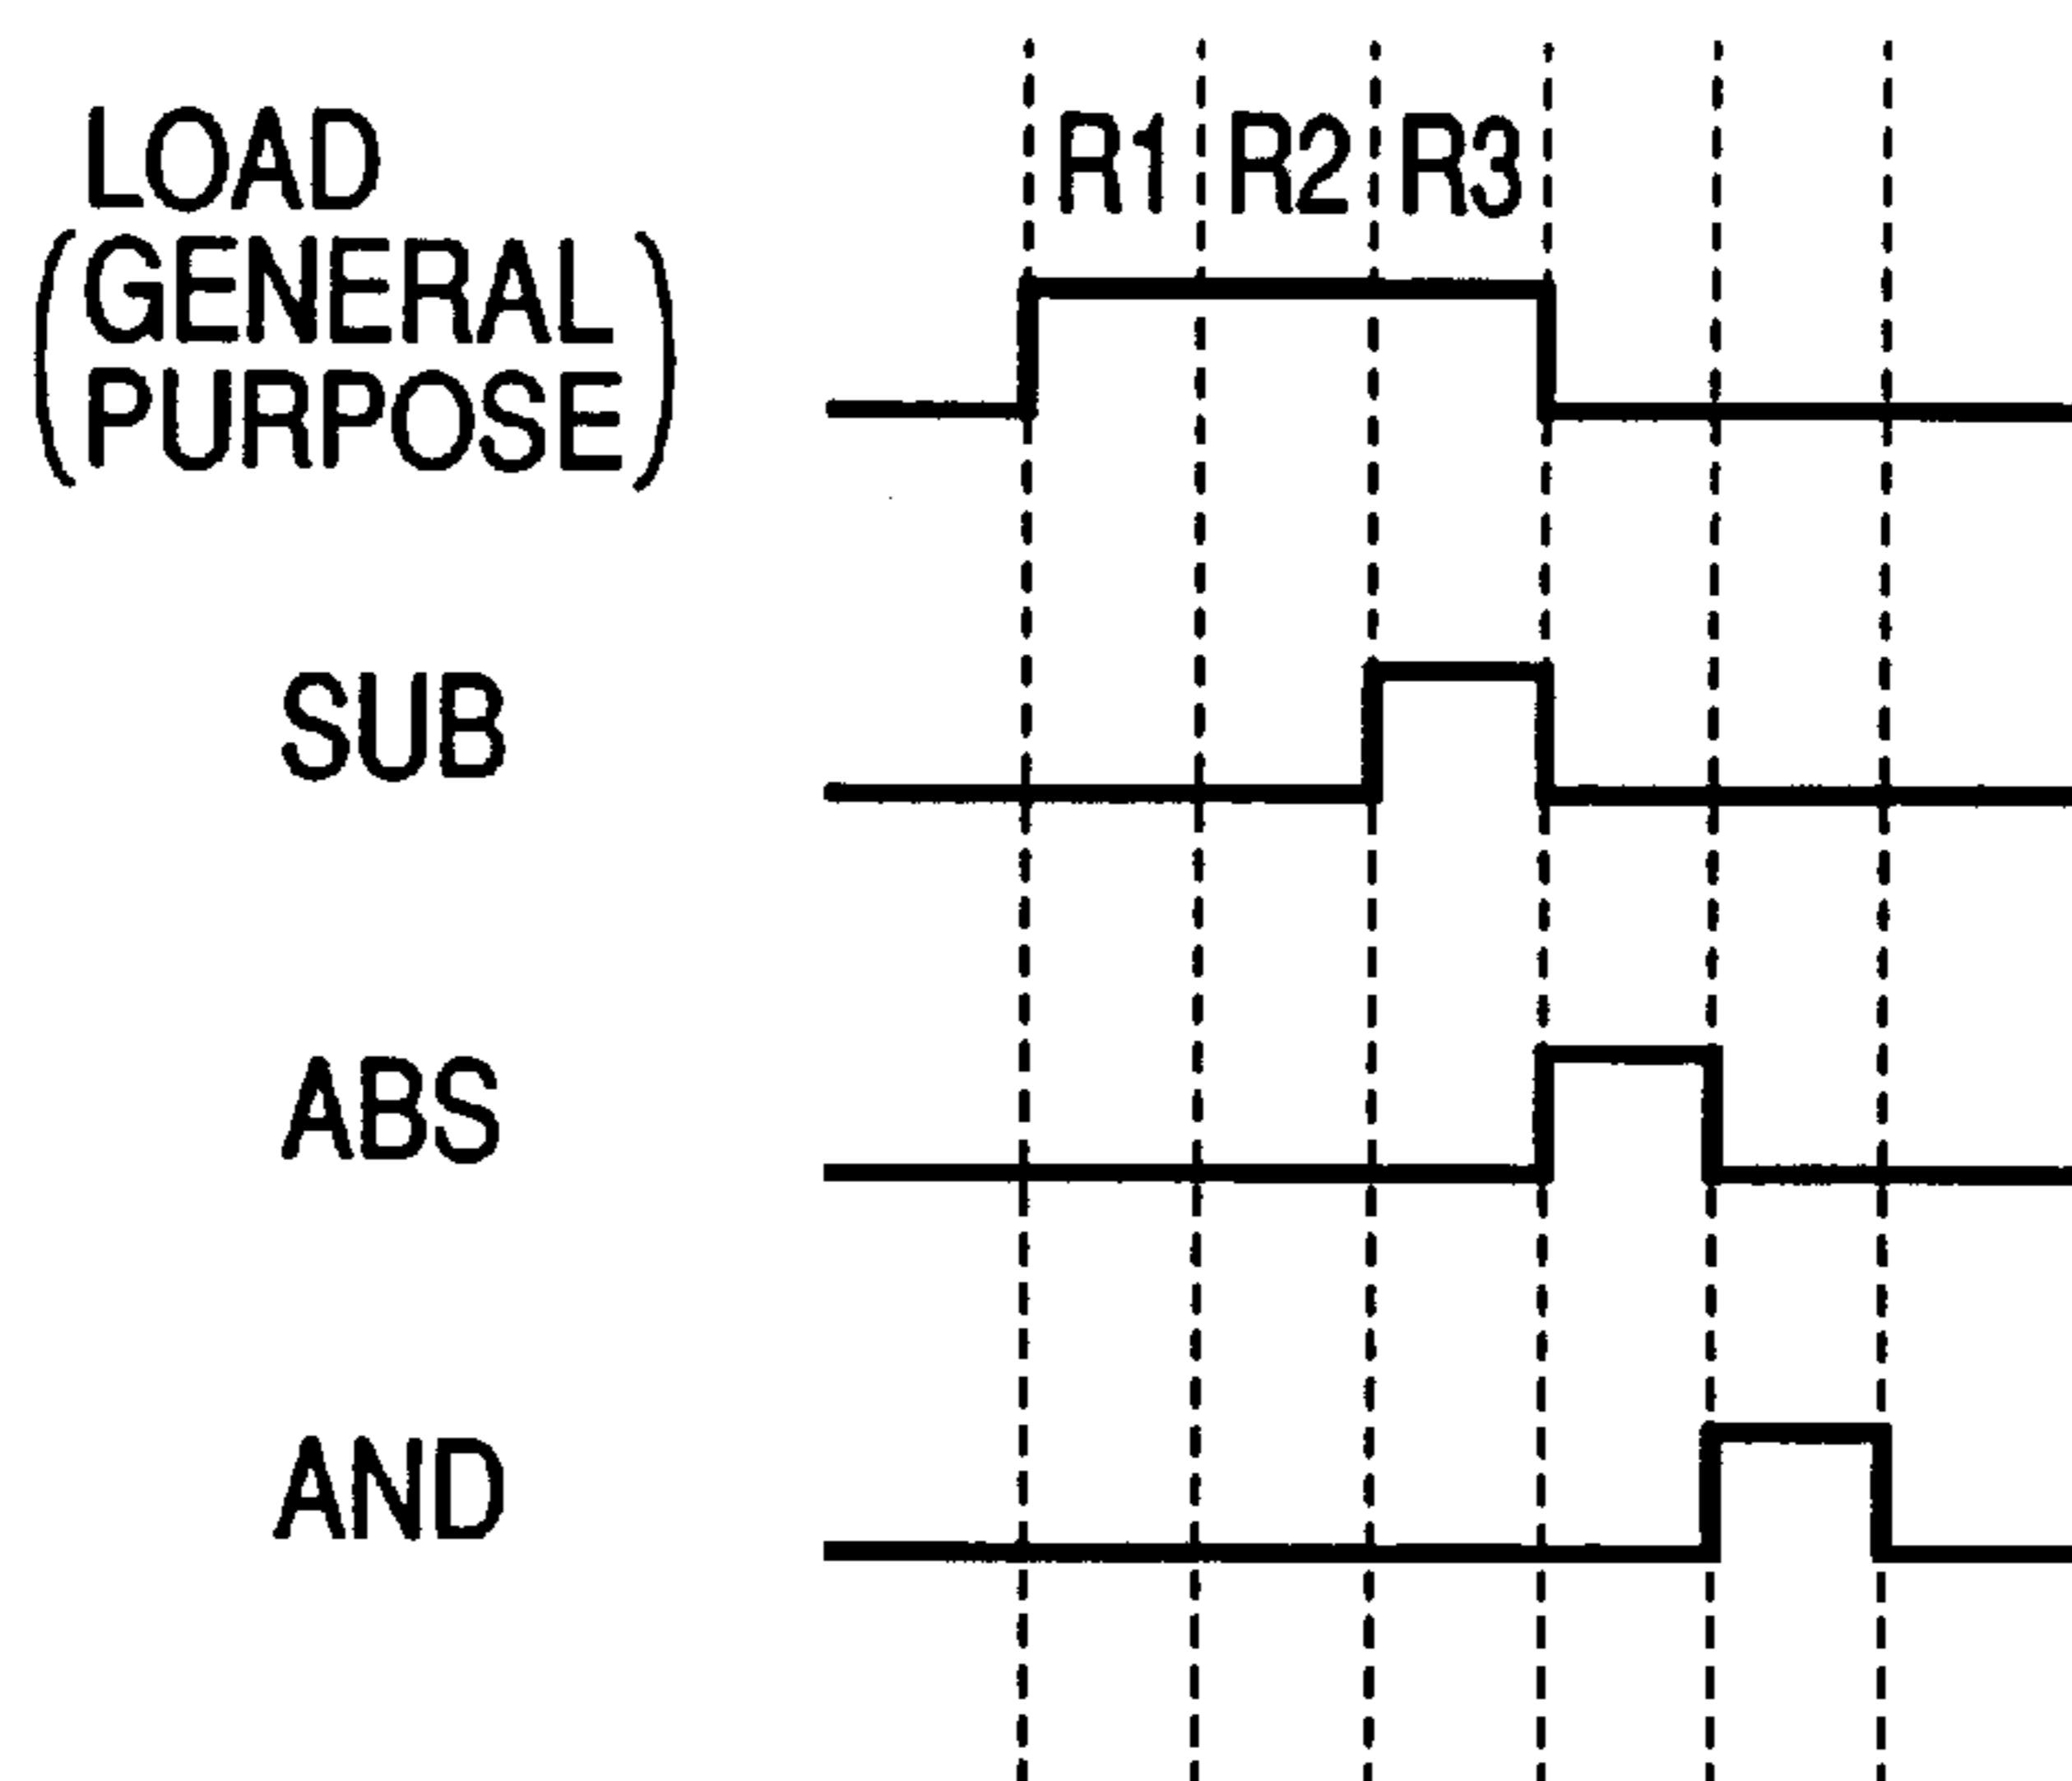 LOAD
(GENERAL
PURPOSE)
R1 R2 R3
SUB
ABS
AND